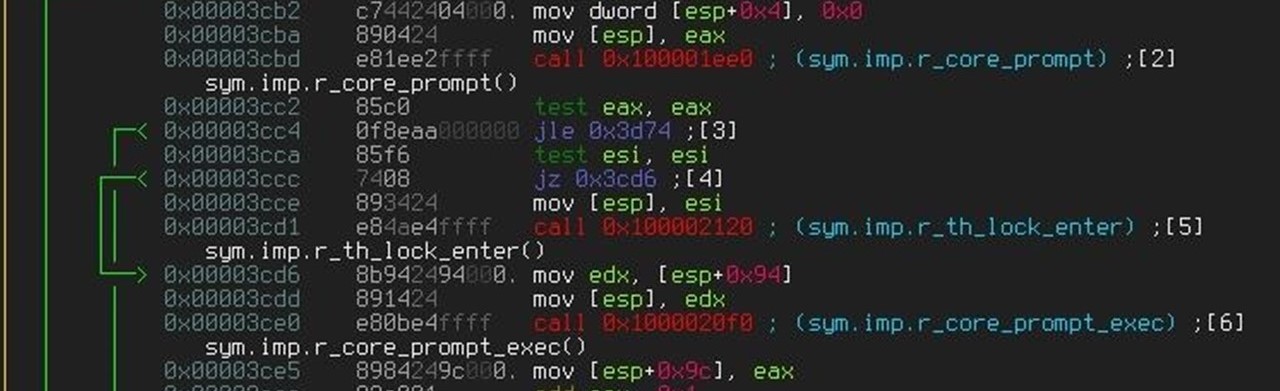 0x00003cb2 c7442404000. mov dword [esp+0x4], 0x0
0x00003cba 890424 mov [esp], eax
0x00003cbd e81ee2ffff call 0x100001ee0 ; (sym.imp.r_core_prompt) ;[2]
sym.imp.r_core_prompt()
0x00003cc2 85c0 test eax, eax
0x00003cc4 0f8eaa000000 jle 0x3d74 ;[3]
0x00003cca 85f6 test esi, esi
0x00003ccc 7408 jz 0x3cd6 ;[4]
0x00003cce 893424 mov [esp], esi
0x00003cd1 e84ae4ffff call 0x100002120 ; (sym.imp.r_th_lock_enter) ;[5]
sym.imp.r_th_lock_enter()
0x00003cd6 8b942494000. mov edx, [esp+0x94]
0x00003cdd 891424 mov [esp], edx
0x00003ce0 e80be4ffff call 0x1000020f0 ; (sym.imp.r_core_prompt_exec) ;[6]
sym.imp.r_core_prompt_exec()
0x00003ce5 8984249c000. mov [esp+0x9c], eax